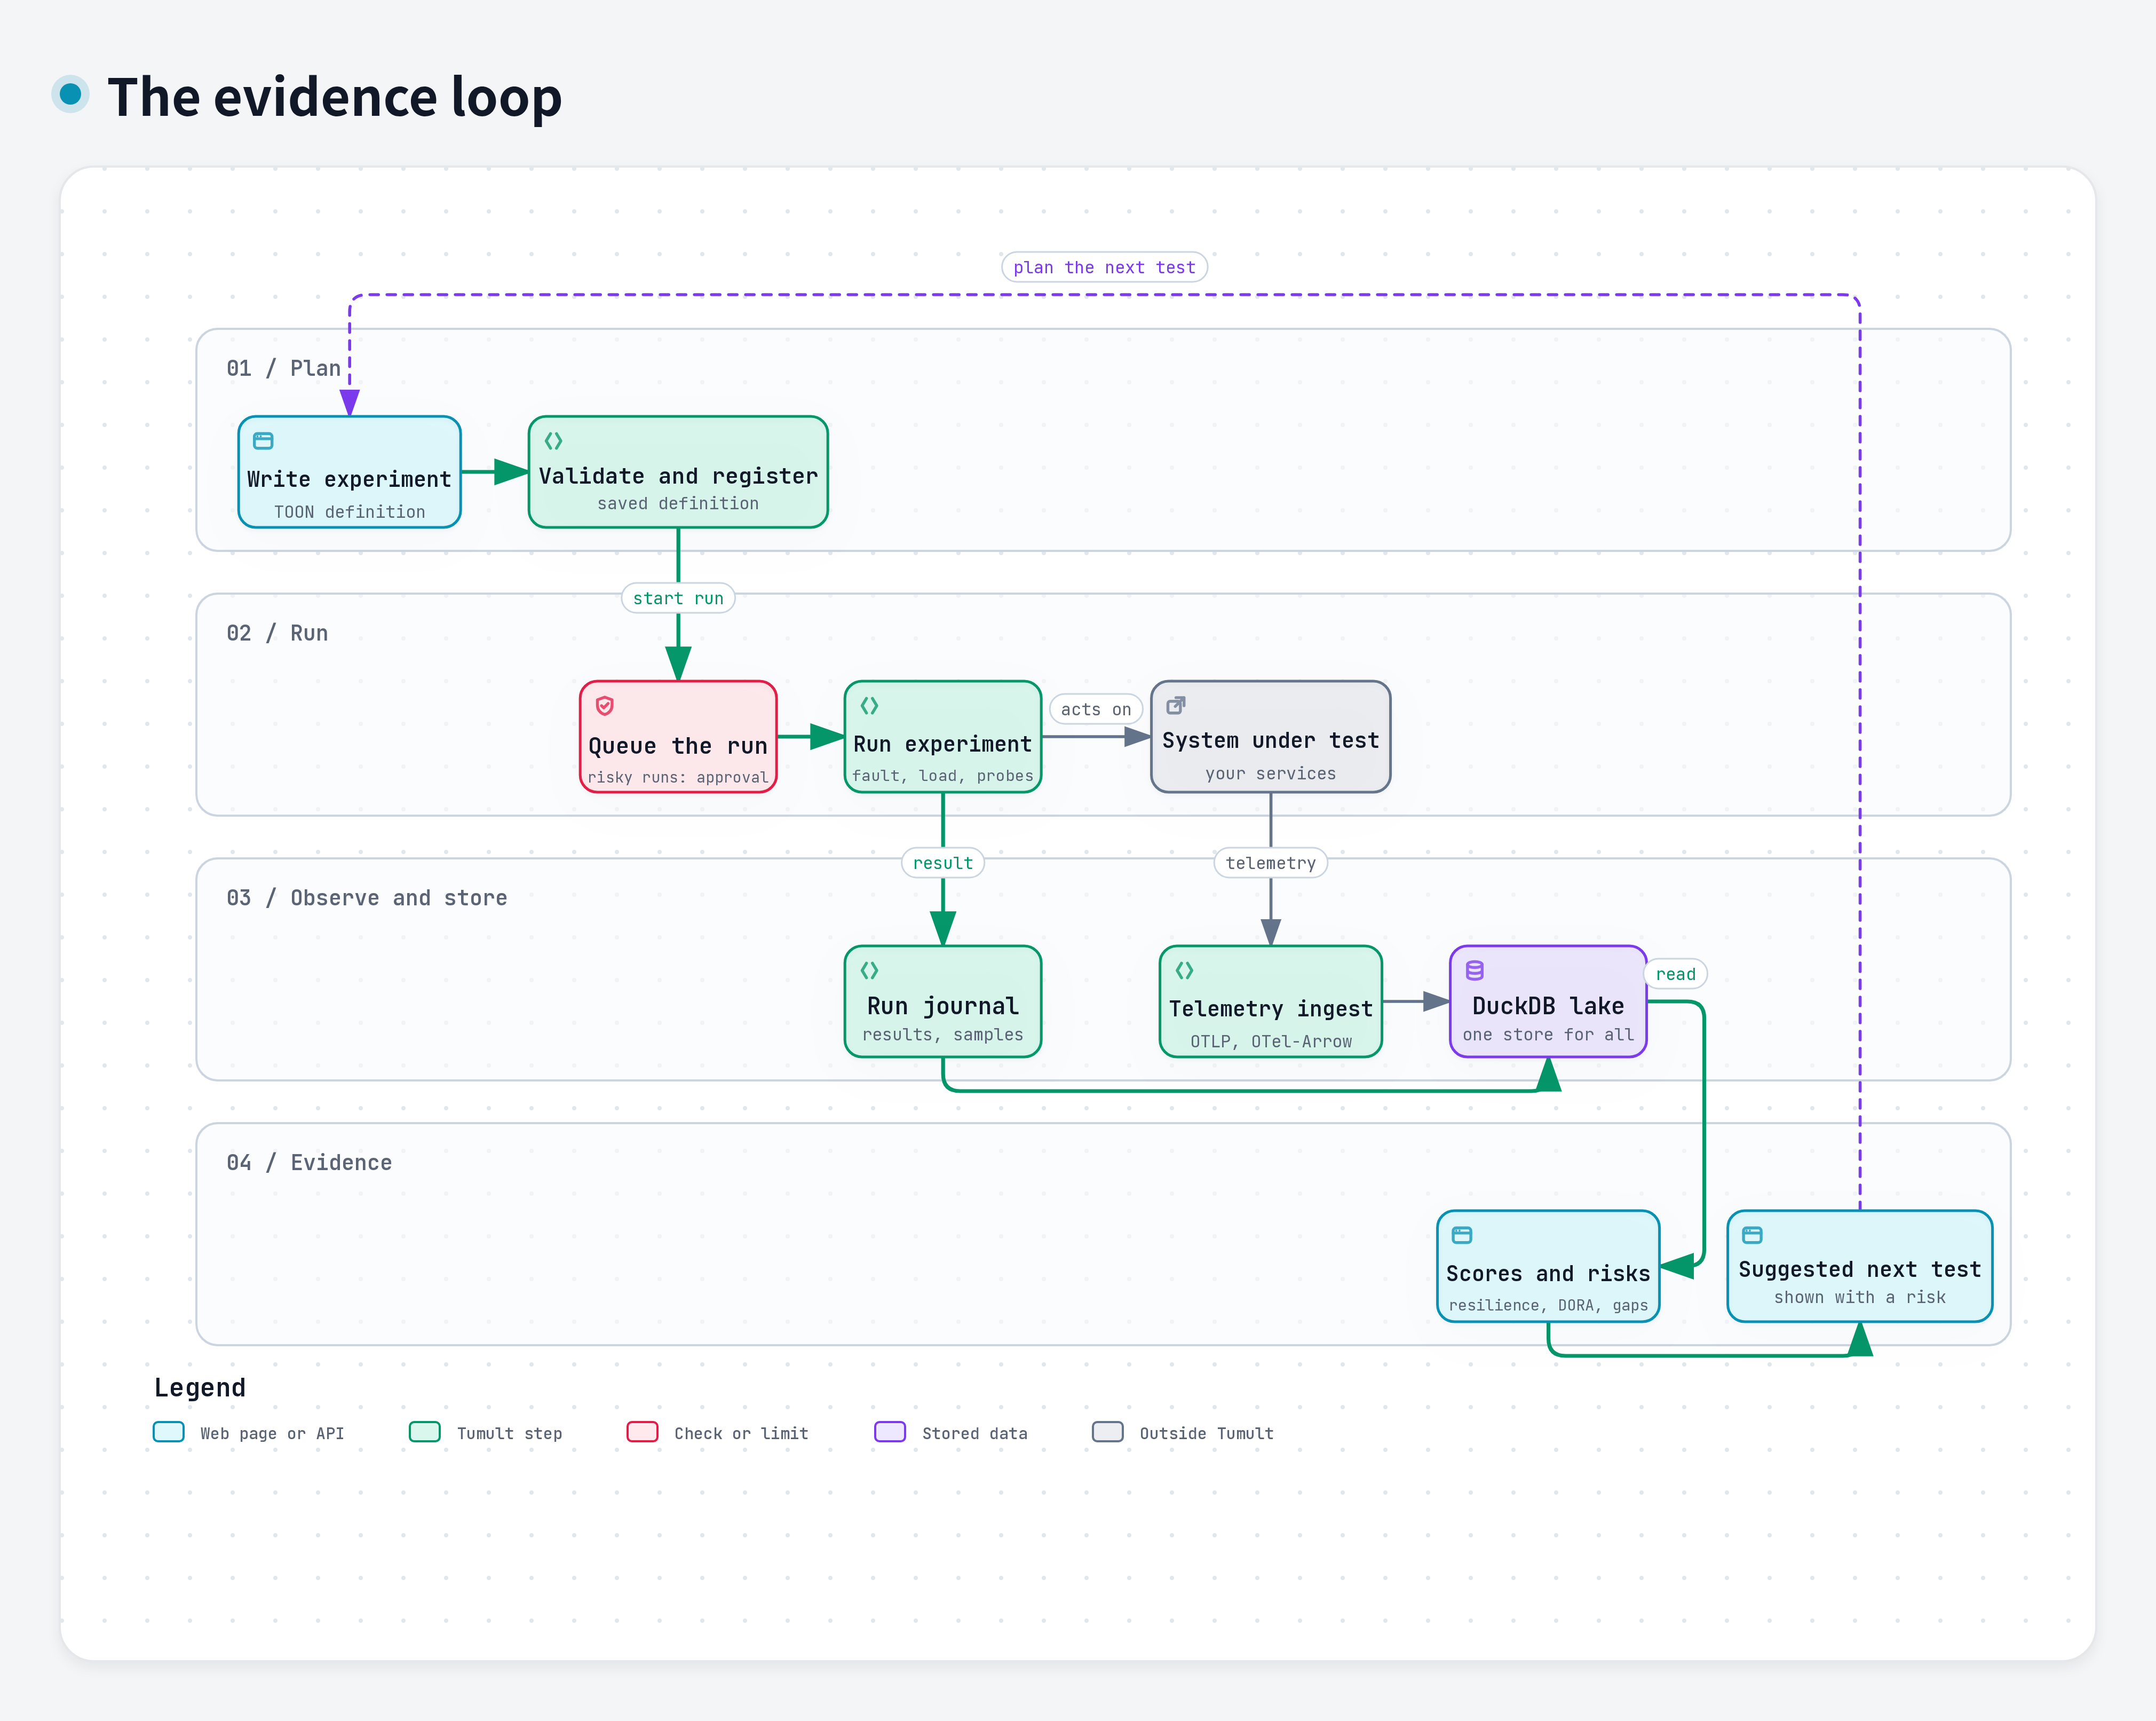 The evidence loop
plan the next test
01 / Plan
Write experiment
TOON definition
Validate and register
saved definition
start run
02 / Run
Queue the run
risky runs: approval
Run experiment
fault, load, probes
acts on
System under test
your services
result
telemetry
03 / Observe and store
Run journal
results, samples
Telemetry ingest
OTLP, OTel-Arrow
DuckDB lake
one store for all
read
04 / Evidence
Scores and risks
resilience, DORA, gaps
Suggested next test
shown with a risk
Legend
Web page or API
Tumult step
Check or limit
Stored data
Outside Tumult